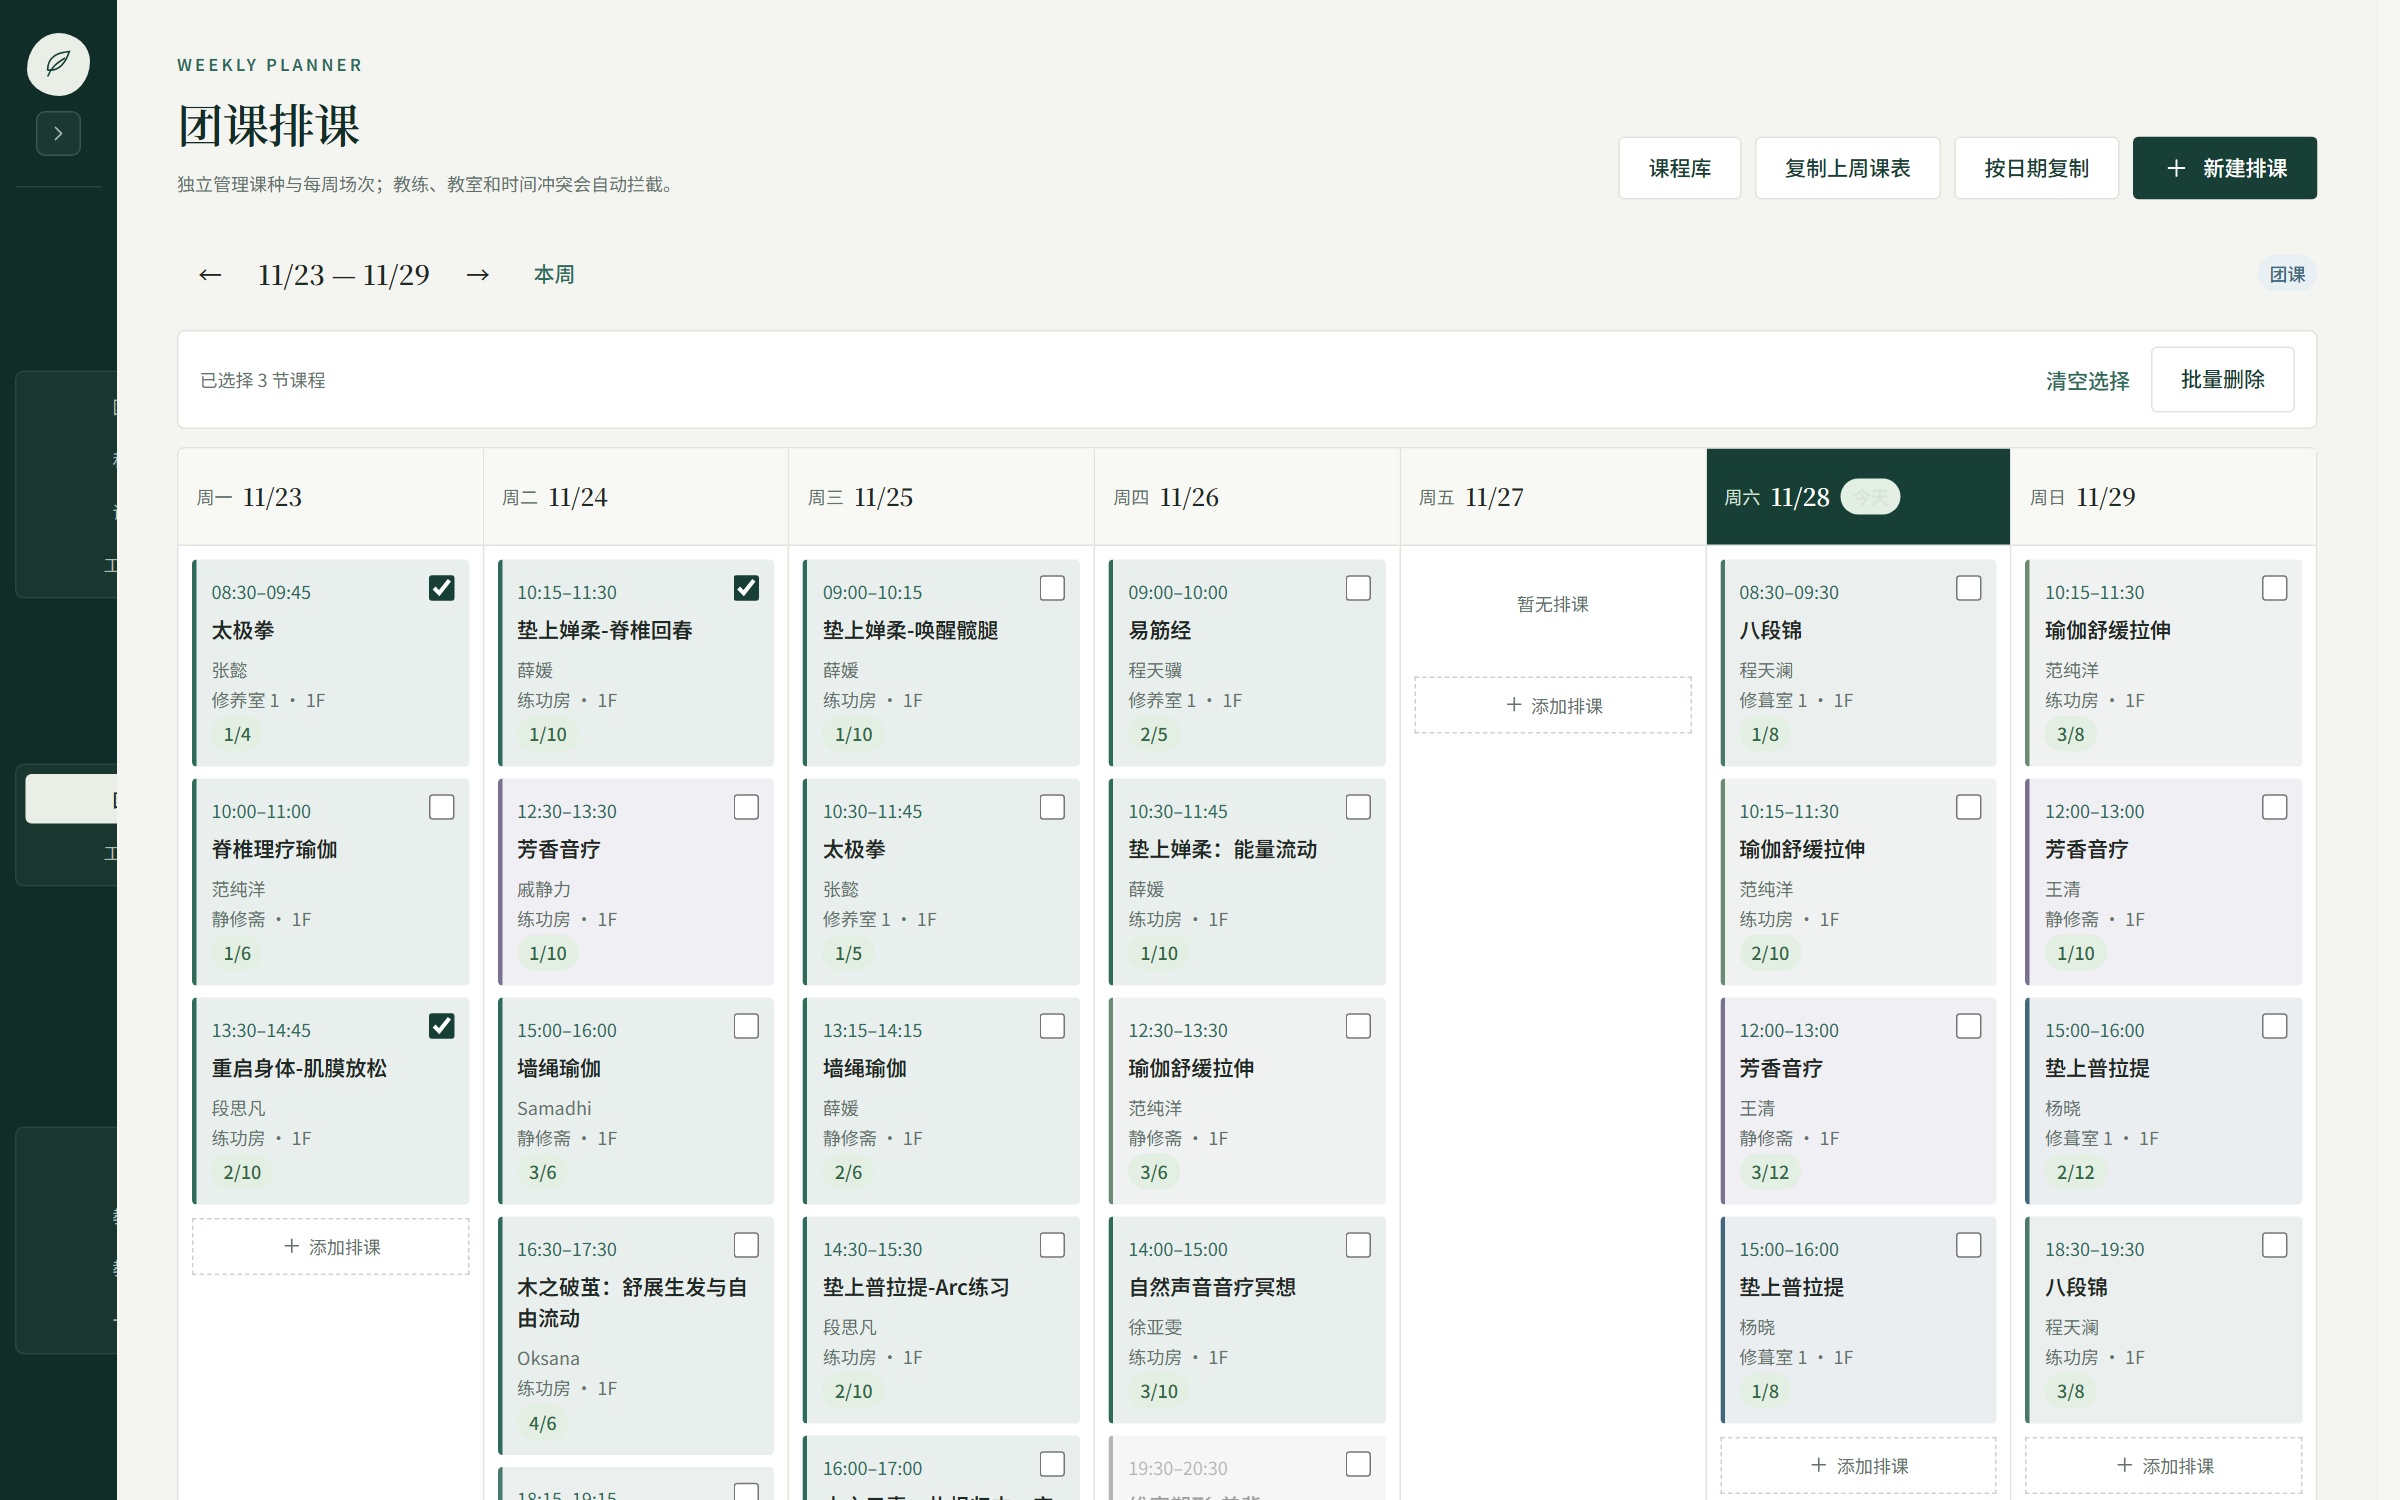 WEEKLY PLANNER
团课排课
独立管理课种与每周场次；教练、教室和时间冲突会自动拦截。
课程库
复制上周课表
按日期复制
+ 新建排课
← 11/23 — 11/29 → 本周
团课
已选择 3 节课程
清空选择
批量删除
周一 11/23
08:30–09:45
太极拳
张懿
修养室 1 · 1F
1/4
10:00–11:00
脊椎理疗瑜伽
范纯洋
静修斋 · 1F
1/6
13:30–14:45
重启身体-肌膜放松
段思凡
练功房 · 1F
2/10
+ 添加排课
周二 11/24
10:15–11:30
垫上婵柔-脊椎回春
薛媛
练功房 · 1F
1/10
12:30–13:30
芳香音疗
戚静力
练功房 · 1F
1/10
15:00–16:00
墙绳瑜伽
Samadhi
静修斋 · 1F
3/6
16:30–17:30
木之破茧：舒展生发与自
由流动
Oksana
练功房 · 1F
4/6
18:15–19:15
周三 11/25
09:00–10:15
垫上婵柔-唤醒髋腿
薛媛
练功房 · 1F
1/10
10:30–11:45
太极拳
张懿
修养室 1 · 1F
1/5
13:15–14:15
墙绳瑜伽
薛媛
静修斋 · 1F
2/6
14:30–15:30
垫上普拉提-Arc练习
段思凡
练功房 · 1F
2/10
16:00–17:00
周四 11/26
09:00–10:00
易筋经
程天骥
修养室 1 · 1F
2/5
10:30–11:45
垫上婵柔：能量流动
薛媛
练功房 · 1F
1/10
12:30–13:30
瑜伽舒缓拉伸
范纯洋
静修斋 · 1F
3/6
14:00–15:00
自然声音音疗冥想
徐亚雯
练功房 · 1F
3/10
19:30–20:30
周五 11/27
暂无排课
+ 添加排课
周六 11/28 今天
08:30–09:30
八段锦
程天澜
修葺室 1 · 1F
1/8
10:15–11:30
瑜伽舒缓拉伸
范纯洋
练功房 · 1F
2/10
12:00–13:00
芳香音疗
王清
静修斋 · 1F
3/12
15:00–16:00
垫上普拉提
杨晓
修葺室 1 · 1F
1/8
+ 添加排课
周日 11/29
10:15–11:30
瑜伽舒缓拉伸
范纯洋
练功房 · 1F
3/8
12:00–13:00
芳香音疗
王清
静修斋 · 1F
1/10
15:00–16:00
垫上普拉提
杨晓
修葺室 1 · 1F
2/12
18:30–19:30
八段锦
程天澜
练功房 · 1F
3/8
+ 添加排课